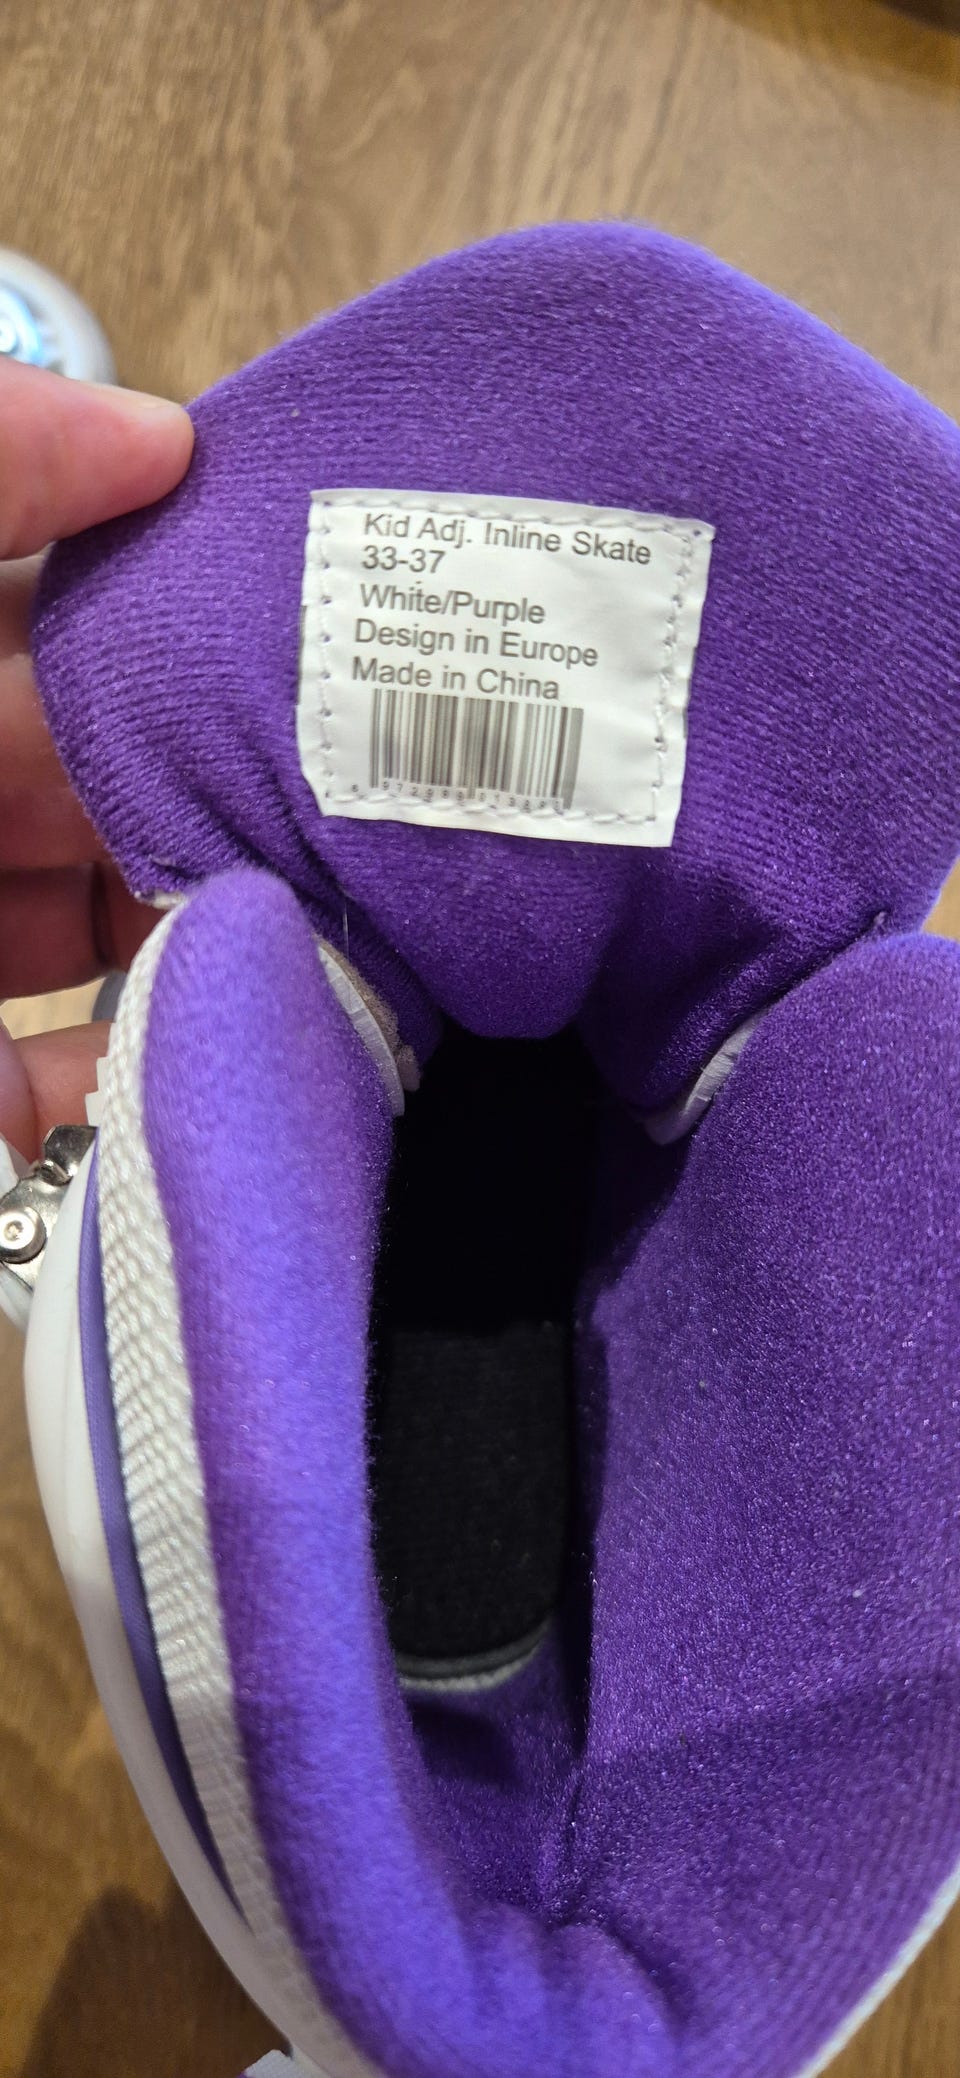 Kid Adj. Inline Skate
33-37
White/Purple
Design in Europe
Made in China